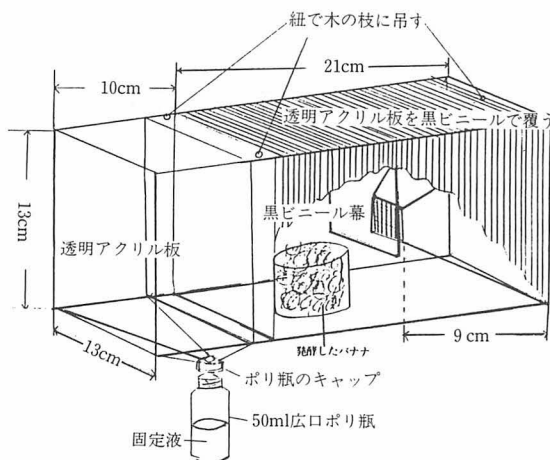 紐で木の枝に吊す
21cm
10cm
透明アクリル板を黒ビニールで覆う
13cm
黒ビニール幕
透明アクリル板
13cm
9cm
発酵したバナナ
ポリ瓶のキャップ
50ml広口ポリ瓶
固定液